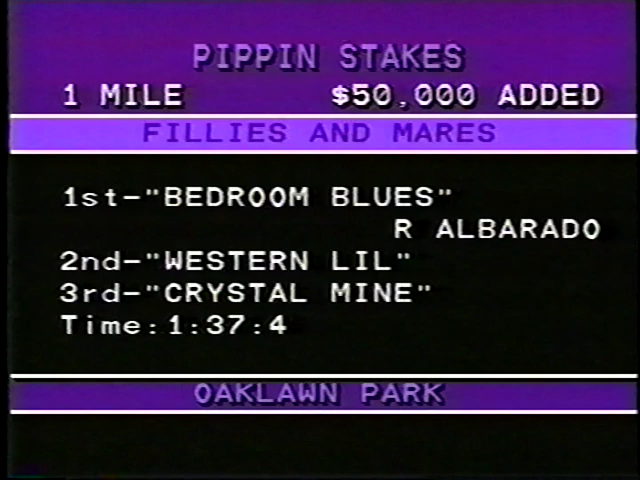 PIPPIN STAKES
1 MILE $50,000 ADDED
FILLIES AND MARES
1st-"BEDROOM BLUES"
R ALBARADO
2nd-"WESTERN LIL"
3rd-"CRYSTAL MINE"
Time:1:37:4
OAKLAWN PARK